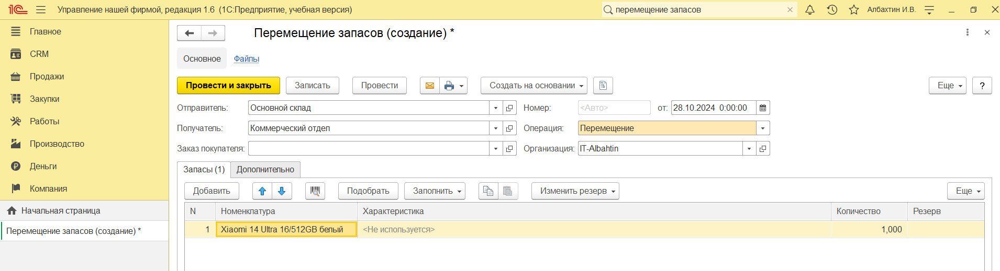 1С Управление нашей фирмой, редакция 1.6 (1С:Предприятие, учебная версия) перемещение запасов Албахтин И.В.
Главное
CRM
Продажи
Закупки
Работы
Производство
Деньги
Компания
Начальная страница
Перемещение запасов (создание) *
Перемещение запасов (создание) *
Основное Файлы
Провести и закрыть Записать Провести Создать на основании Еще ?
Отправитель: Основной склад Номер: <Авто> от: 28.10.2024 0:00:00
Получатель: Коммерческий отдел Операция: Перемещение
Заказ покупателя: Организация: IT-Albahtin
Запасы (1) Дополнительно
Добавить Подобрать Заполнить Изменить резерв Еще
N Номенклатура Характеристика Количество Резерв
1 Xiaomi 14 Ultra 16/512GB белый <Не используется> 1,000